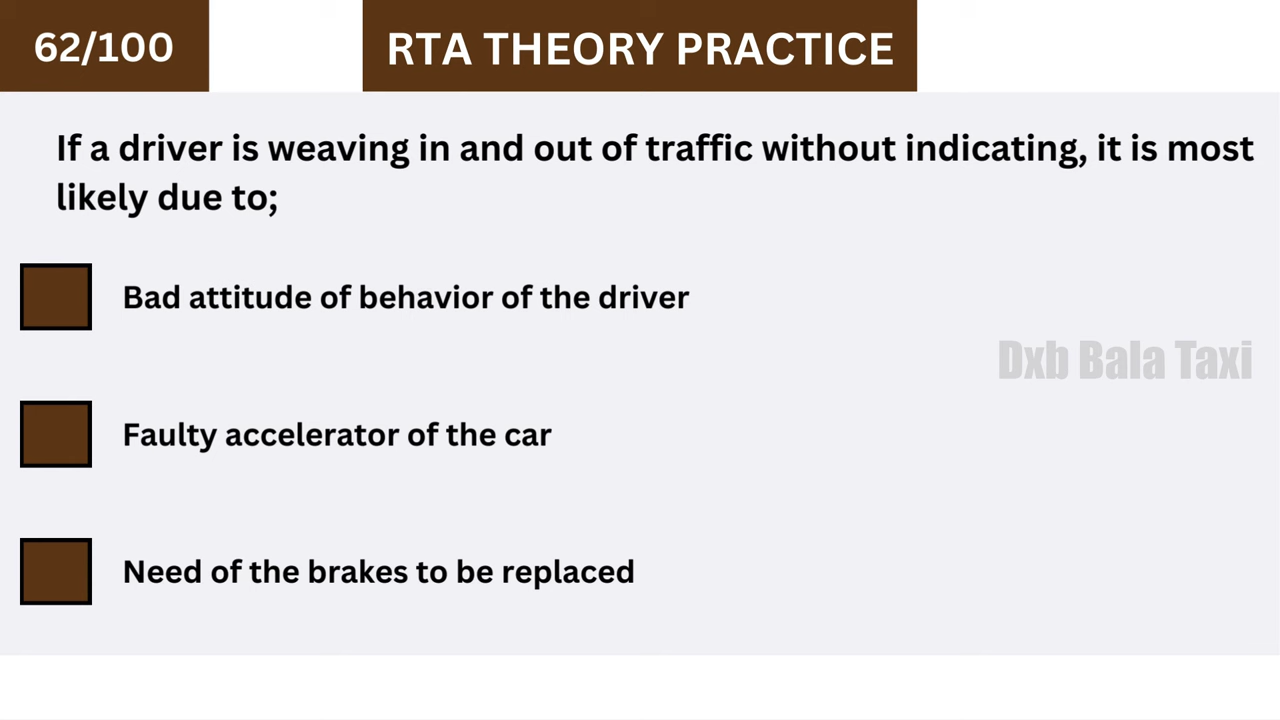 62/100
RTA THEORY PRACTICE
If a driver is weaving in and out of traffic without indicating, it is most
likely due to;
Bad attitude of behavior of the driver
Dxb Bala Taxi
Faulty accelerator of the car
Need of the brakes to be replaced